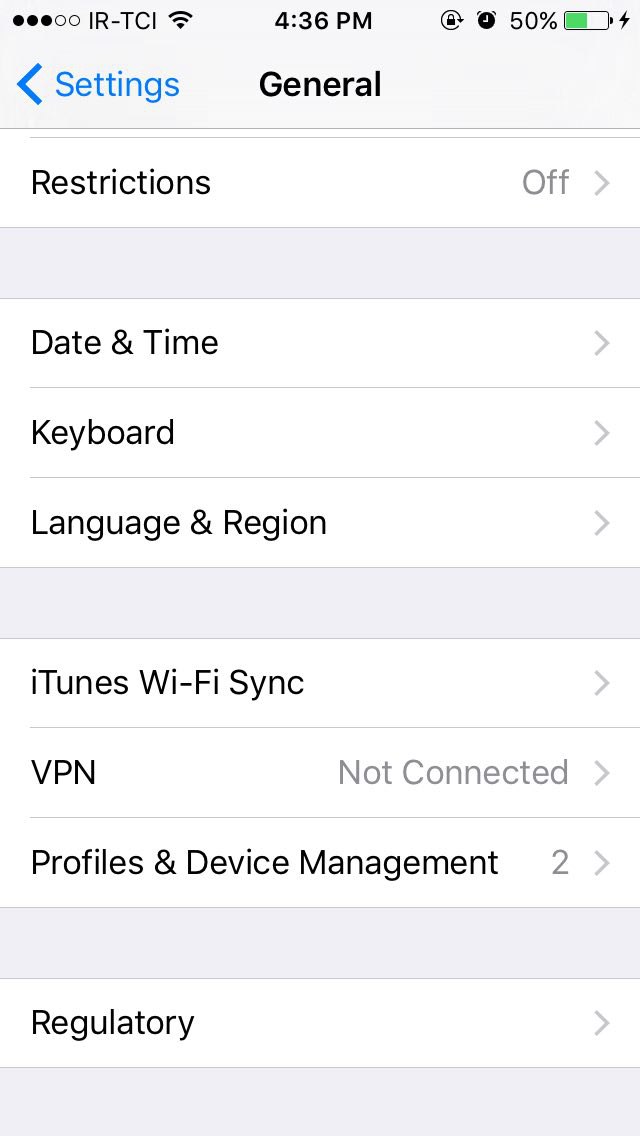 IR-TCI 4:36 PM 50%
Settings General
Restrictions Off
Date & Time
Keyboard
Language & Region
iTunes Wi-Fi Sync
VPN Not Connected
Profiles & Device Management 2
Regulatory